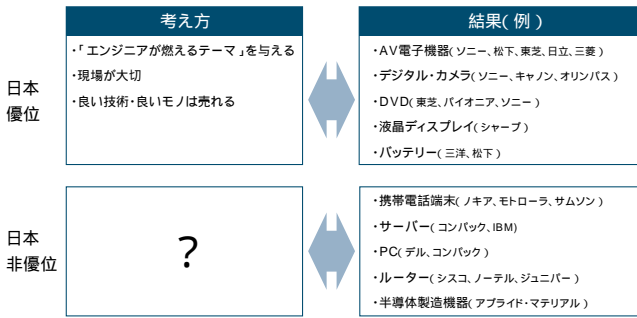 考え方
結果(例)
日本
優位
・「エンジニアが燃えるテーマ」を与える
・現場が大切
・良い技術・良いモノは売れる
・AV電子機器(ソニー、松下、東芝、日立、三菱)
・デジタル・カメラ(ソニー、キャノン、オリンパス)
・DVD(東芝、パイオニア、ソニー)
・液晶ディスプレイ(シャープ)
・バッテリー(三洋、松下)
日本
非優位
?
・携帯電話端末(ノキア、モトローラ、サムソン)
・サーバー(コンパック、IBM)
・PC(デル、コンパック)
・ルーター(シスコ、ノーテル、ジュニパー)
・半導体製造機器(アプライド・マテリアル)